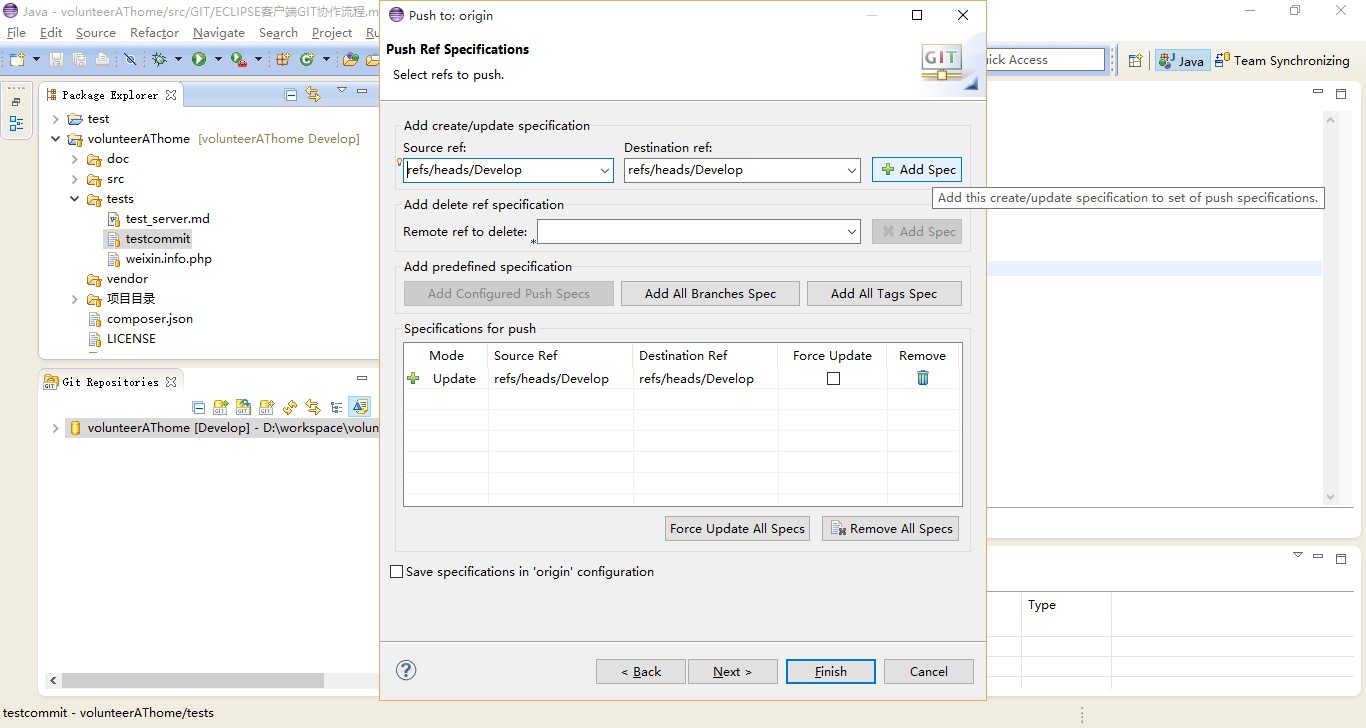 Java - volunteerAThome/src/GIT/ECLIPSE客户端GIT协作流程.m
File Edit Source Refactor Navigate Search Project Ru
Push to: origin
Push Ref Specifications
Select refs to push.
GIT
ick Access
Java
Team Synchronizing
Package Explorer
test
volunteerAThome [volunteerAThome Develop]
doc
src
tests
test_server.md
testcommit
weixin.info.php
vendor
项目目录
composer.json
LICENSE
Git Repositories
volunteerAThome [Develop] - D:\workspace\volun
Add create/update specification
Source ref: Destination ref:
refs/heads/Develop refs/heads/Develop Add Spec
Add this create/update specification to set of push specifications.
Add delete ref specification
Remote ref to delete: Add Spec
Add predefined specification
Add Configured Push Specs Add All Branches Spec Add All Tags Spec
Specifications for push
Mode Source Ref Destination Ref Force Update Remove
Update refs/heads/Develop refs/heads/Develop
Force Update All Specs Remove All Specs
Save specifications in 'origin' configuration
< Back Next > Finish Cancel
Type
testcommit - volunteerAThome/tests